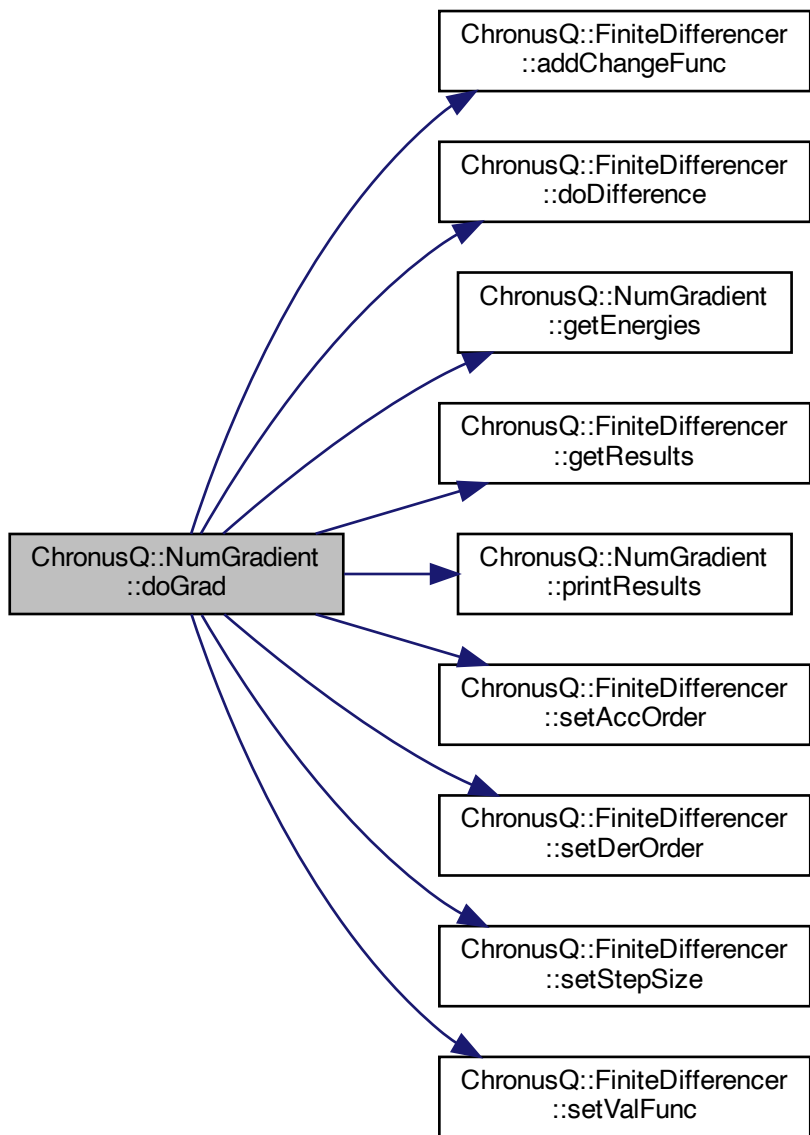 ChronusQ::FiniteDifferencer
::addChangeFunc
ChronusQ::FiniteDifferencer
::doDifference
ChronusQ::NumGradient
::getEnergies
ChronusQ::FiniteDifferencer
::getResults
ChronusQ::NumGradient
::doGrad
ChronusQ::NumGradient
::printResults
ChronusQ::FiniteDifferencer
::setAccOrder
ChronusQ::FiniteDifferencer
::setDerOrder
ChronusQ::FiniteDifferencer
::setStepSize
ChronusQ::FiniteDifferencer
::setValFunc